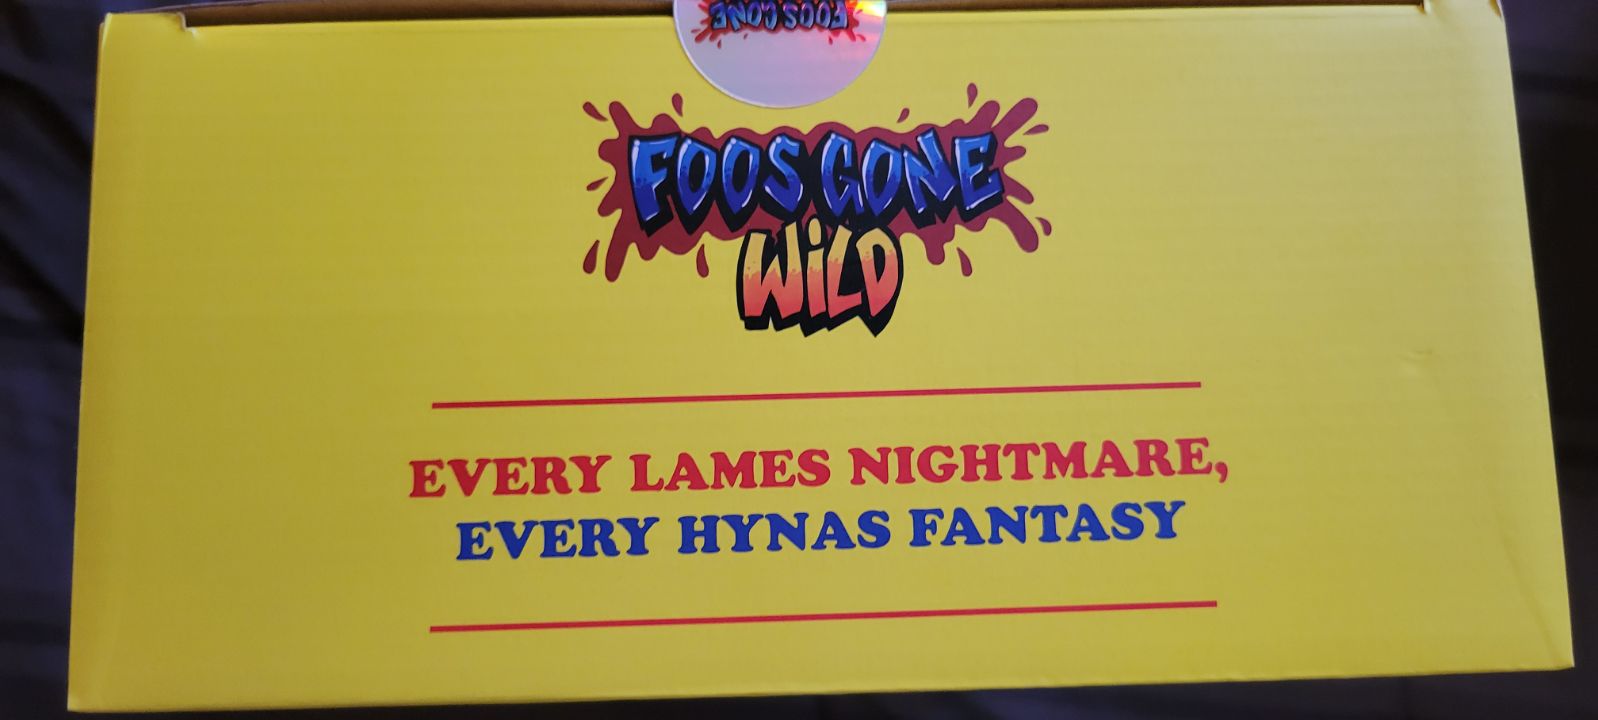 FOOS GONE
FOOS GONE
WiLD
EVERY LAMES NIGHTMARE,
EVERY HYNAS FANTASY